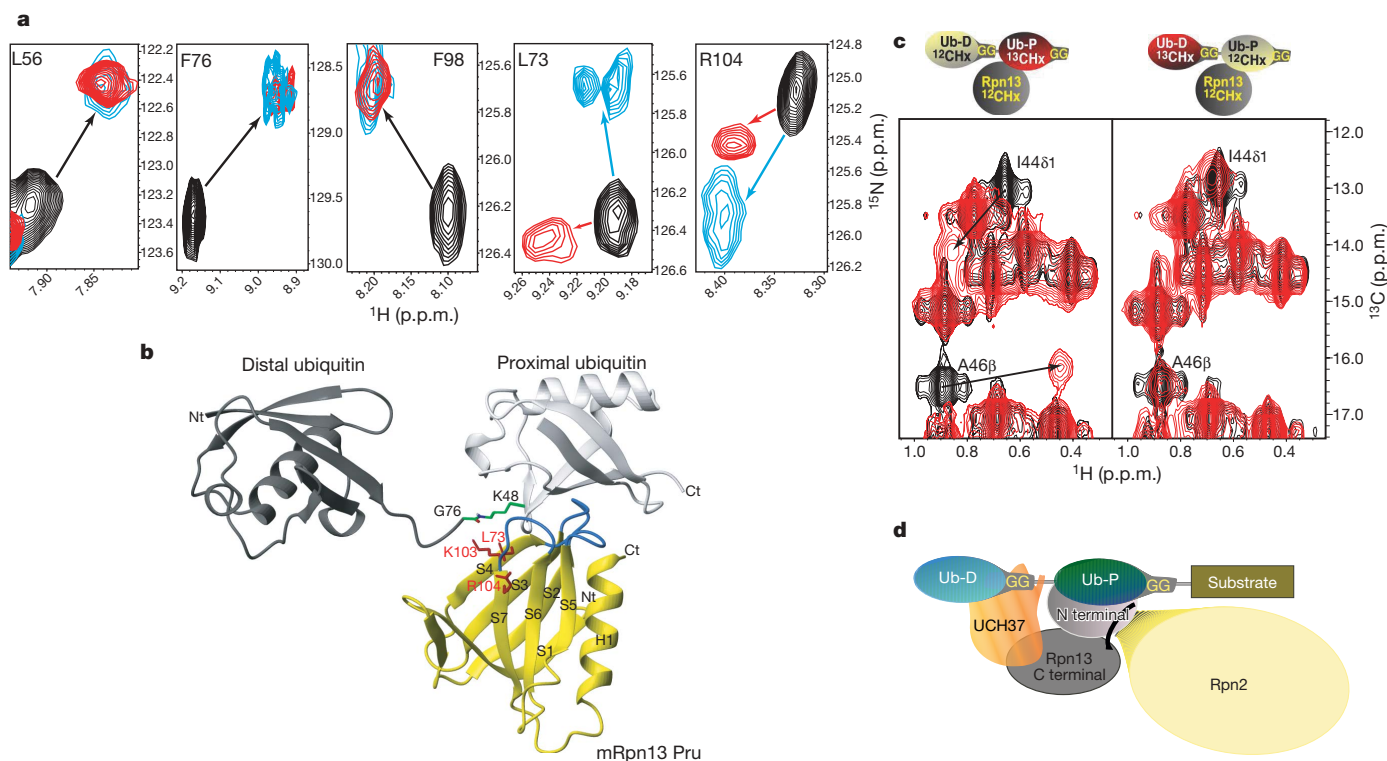 a
L56
122.2
122.4
122.6
122.8
123.0
123.2
123.4
123.6
7.90
7.85
F76
122.5
123.0
123.5
9.2
9.1
9.0
8.9
F98
128.5
129.0
129.5
130.0
8.20
8.15
8.10
L73
125.6
125.8
126.0
126.2
126.4
126.6
9.26
9.24
9.20
9.18
R104
124.8
125.0
125.2
125.4
125.6
125.8
126.0
126.2
8.40
8.35
8.30
1H (p.p.m.)
15N (p.p.m.)
b
Distal ubiquitin
Proximal ubiquitin
Nt
Ct
K48
G76
L73
K103
R104
S4
S3
S2
S5
S7
S6
S1
Nt
Ct
H1
mRpn13 Pru
c
Ub-D
12CHx
GG
Ub-P
13CHx
GG
Rpn13
12CHx
Ub-D
13CHx
GG
Ub-P
12CHx
GG
Rpn13
12CHx
I44δ1
A46β
I44δ1
A46β
12.0
13.0
14.0
15.0
16.0
17.0
13C (p.p.m.)
1.0
0.8
0.6
0.4
1.0
0.8
0.6
0.4
1H (p.p.m.)
d
Ub-D
GG
Ub-P
GG
Substrate
UCH37
N terminal
Rpn13
C terminal
Rpn2